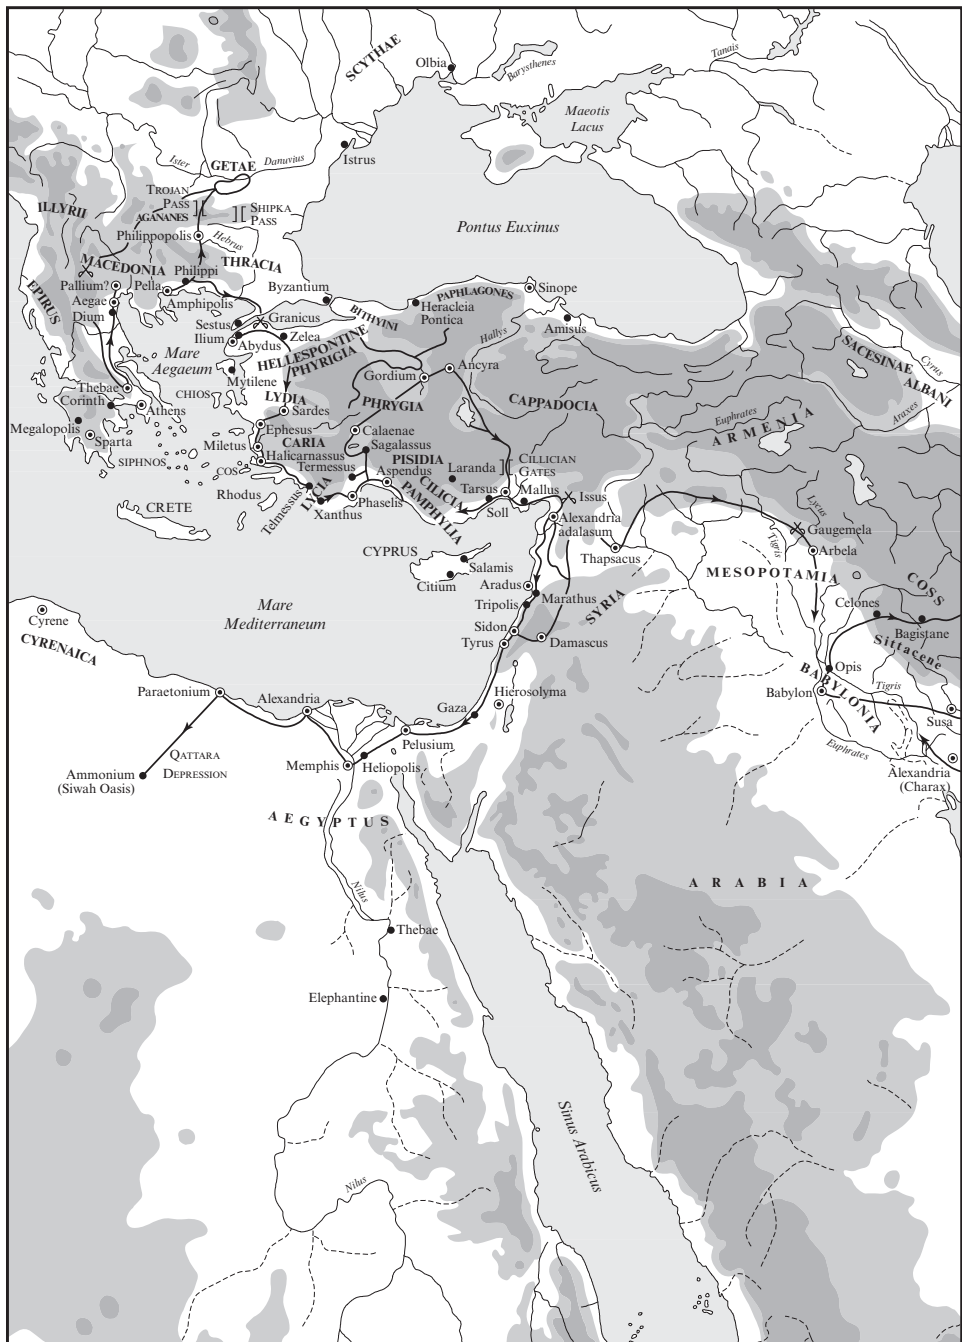 SCYTHAE
Olbia
Barysthenes
Tanais
Maeotis
Lacus
Istrus
Ister
GETAE
Danuvius
TROJAN
PASS
AGANANES
SHIPKA
PASS
ILLYRII
Philippopolis
Hebrus
Pontus Euxinus
MACEDONIA
Philippi
THRACIA
EPIRUS
Pallium?
Pella
Aegae
Amphipolis
Dium
Byzantium
BITHYINI
Heracleia
Pontica
PAPHLAGONES
Sinope
Amisus
Hallys
Sestus
Granicus
Ilium
Abydus
Zelea
HELLESPONTINE
PHYRIGIA
Mare
Aegaeum
Mytilene
Gordium
Ancyra
SACESINAE
Cyrus
ALBANI
Araxes
Thebae
CHIOS
LYDIA
Corinth
Athens
Sardes
PHRYGIA
CAPPADOCIA
Euphrates
ARMENIA
Megalopolis
Sparta
Ephesus
Calaenae
Miletus
CARIA
Sagalassus
SIPHNOS
Halicarnassus
PISIDIA
COS
Termessus
Aspendus
Laranda
CILLICIAN
GATES
CILICIA
Tarsus
Mallus
Issus
Rhodus
Telmessus
LYCIA
Xanthus
Phaselis
PAMPHYLIA
Soll
CRETE
Alexandria
adalasum
Thapsacus
Lycus
Gaugemela
Tigris
Arbela
CYPRUS
Salamis
Citium
Aradus
Marathus
Tripolis
SYRIA
MESOPOTAMIA
COSS
Celones
Bagistane
Sittacene
Mare
Mediterraneum
Sidon
Tyrus
Damascus
Cyrene
CYRENAICA
Opis
BABYLONIA
Babylon
Tigris
Susa
Paraetonium
Alexandria
Hierosolyma
Gaza
Pelusium
Euphrates
QATTARA
DEPRESSION
Memphis
Heliopolis
Ammonium
(Siwah Oasis)
Alexandria
(Charax)
AEGYPTUS
ARABIA
Nilus
Thebae
Elephantine
Sinus Arabicus
Nilus